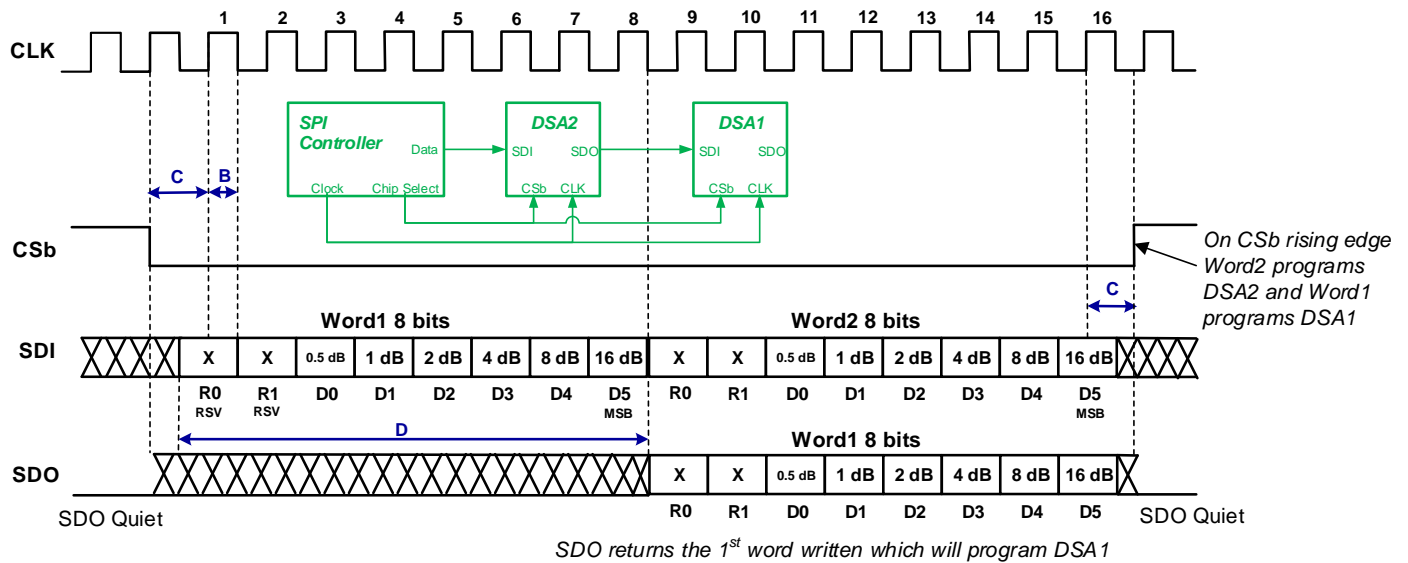 1 2 3 4 5 6 7 8 9 10 11 12 13 14 15 16
CLK
SPI
Controller
Data
Clock
Chip Select
DSA2
SDI SDO
CSb CLK
DSA1
SDI SDO
CSb CLK
C B
CSb
On CSb rising edge
Word2 programs
DSA2 and Word1
programs DSA1
C
Word1 8 bits Word2 8 bits
SDI
X X 0.5 dB 1 dB 2 dB 4 dB 8 dB 16 dB X X 0.5 dB 1 dB 2 dB 4 dB 8 dB 16 dB
R0 R1 D0 D1 D2 D3 D4 D5 R0 R1 D0 D1 D2 D3 D4 D5
RSV RSV MSB MSB
D
Word1 8 bits
SDO
X X 0.5 dB 1 dB 2 dB 4 dB 8 dB 16 dB
R0 R1 D0 D1 D2 D3 D4 D5
SDO Quiet SDO Quiet
SDO returns the 1st word written which will program DSA1